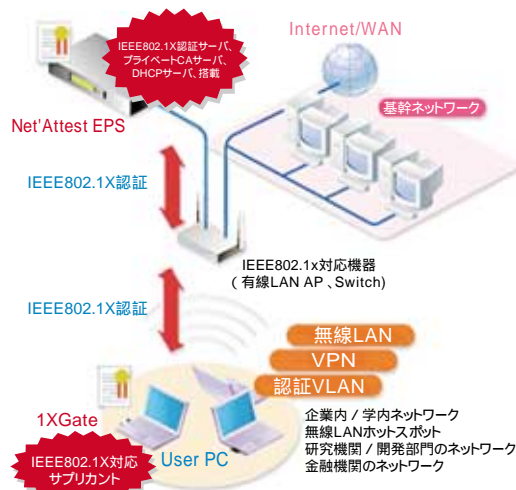 IEEE802.1X認証サーバ、
プライベートCAサーバ、
DHCPサーバ、搭載
Internet/WAN
基幹ネットワーク
Net'Attest EPS
IEEE802.1X認証
IEEE802.1x対応機器
(有線LAN AP 、Switch)
IEEE802.1X認証
無線LAN
VPN
認証VLAN
1XGate
IEEE802.1X対応
サプリカント
User PC
企業内 / 学内ネットワーク
無線LANホットスポット
研究機関 / 開発部門のネットワーク
金融機関のネットワーク